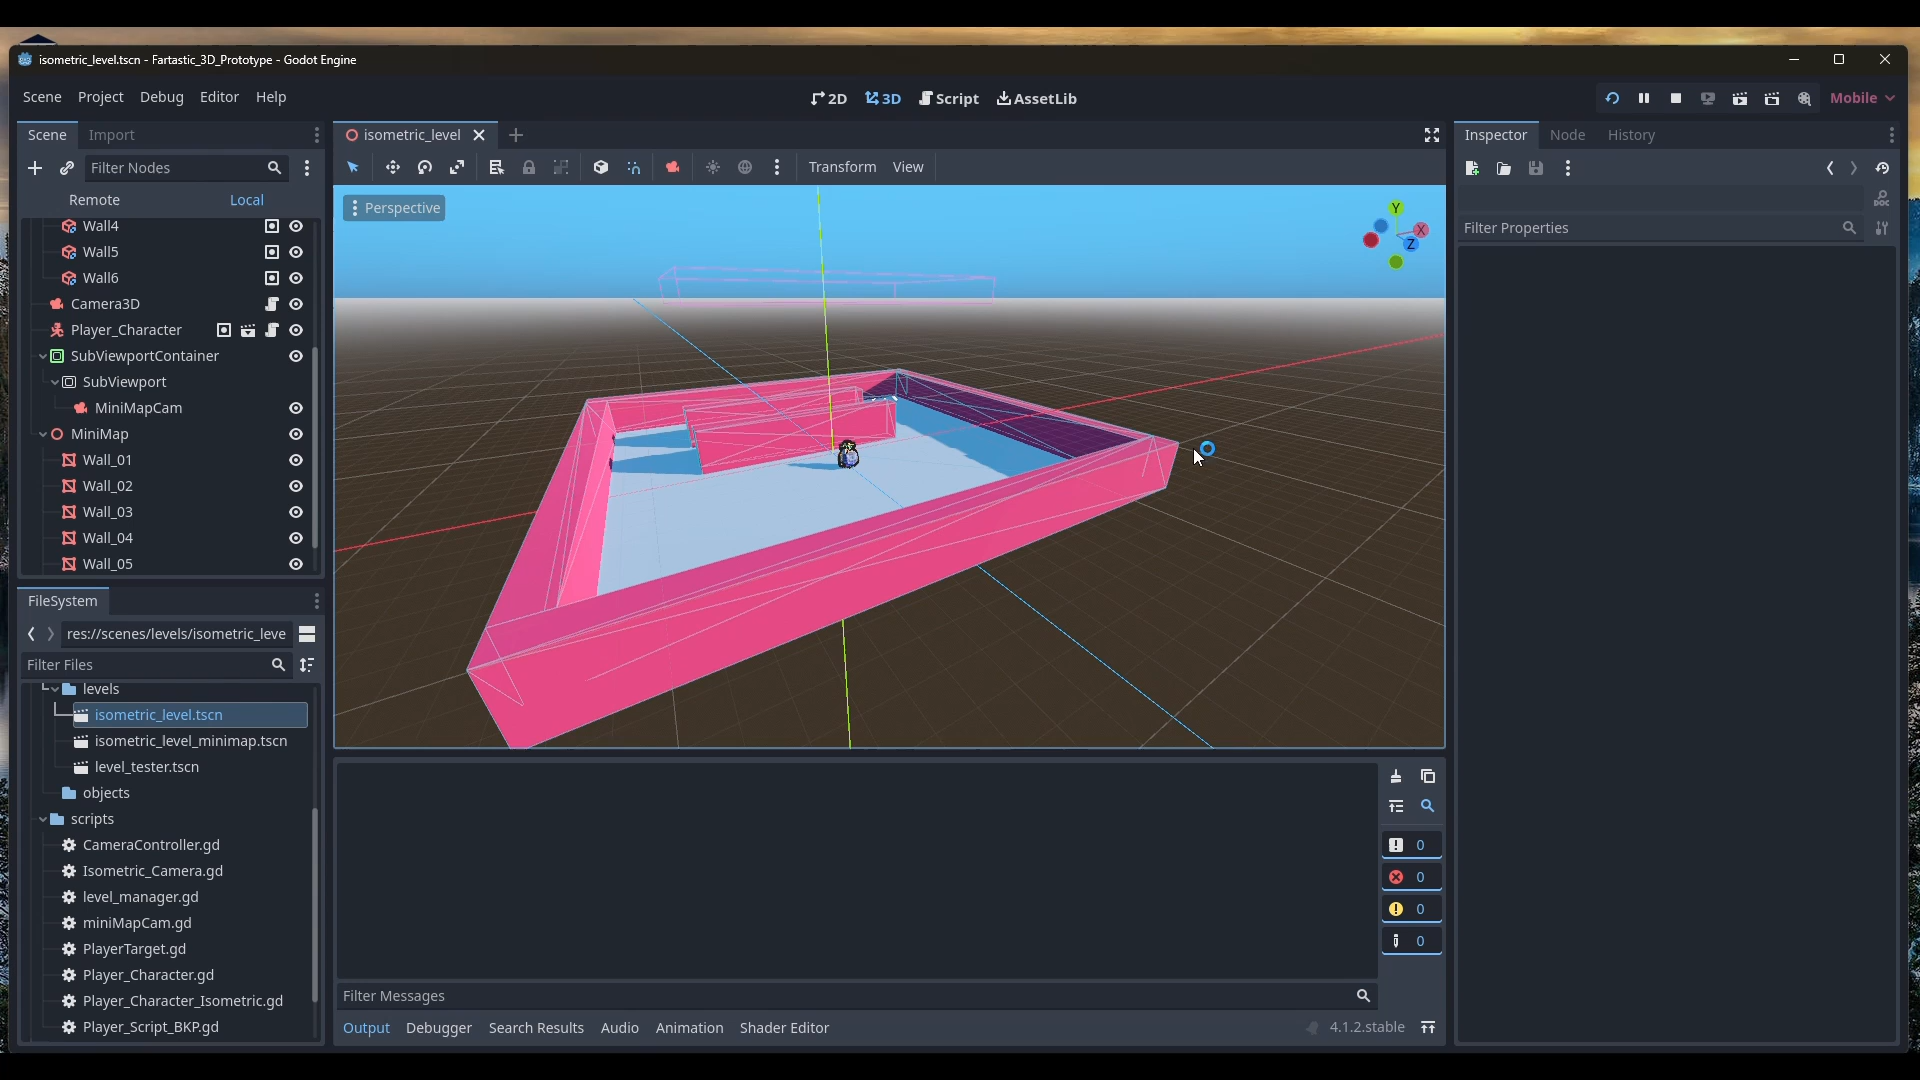 isometric_level.tscn - Fartastic_3D_Prototype - Godot Engine
Scene Project Debug Editor Help
2D 3D Script AssetLib
Mobile
Scene Import
isometric_level
Inspector Node History
Filter Nodes
Transform View
Remote Local
Perspective
Filter Properties
Wall4
Wall5
Wall6
Camera3D
Player_Character
SubViewportContainer
SubViewport
MiniMapCam
MiniMap
Wall_01
Wall_02
Wall_03
Wall_04
Wall_05
Y
X
Z
DOC
FileSystem
res://scenes/levels/isometric_leve
Filter Files
levels
isometric_level.tscn
isometric_level_minimap.tscn
level_tester.tscn
objects
scripts
CameraController.gd
Isometric_Camera.gd
level_manager.gd
miniMapCam.gd
PlayerTarget.gd
Player_Character.gd
Player_Character_Isometric.gd
Player_Script_BKP.gd
0
0
0
0
Filter Messages
Output Debugger Search Results Audio Animation Shader Editor
4.1.2.stable